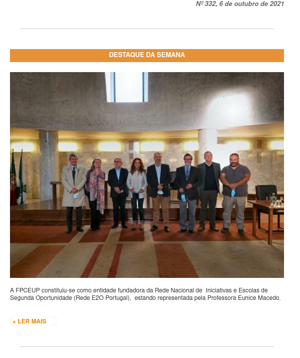 Nº 332, 6 de outubro de 2021
DESTAQUE DA SEMANA
A FPCEUP constituiu-se como entidade fundadora da Rede Nacional de Iniciativas e Escolas de
Segunda Oportunidade (Rede E2O Portugal), estando representada pela Professora Eunice Macedo.
+ LER MAIS